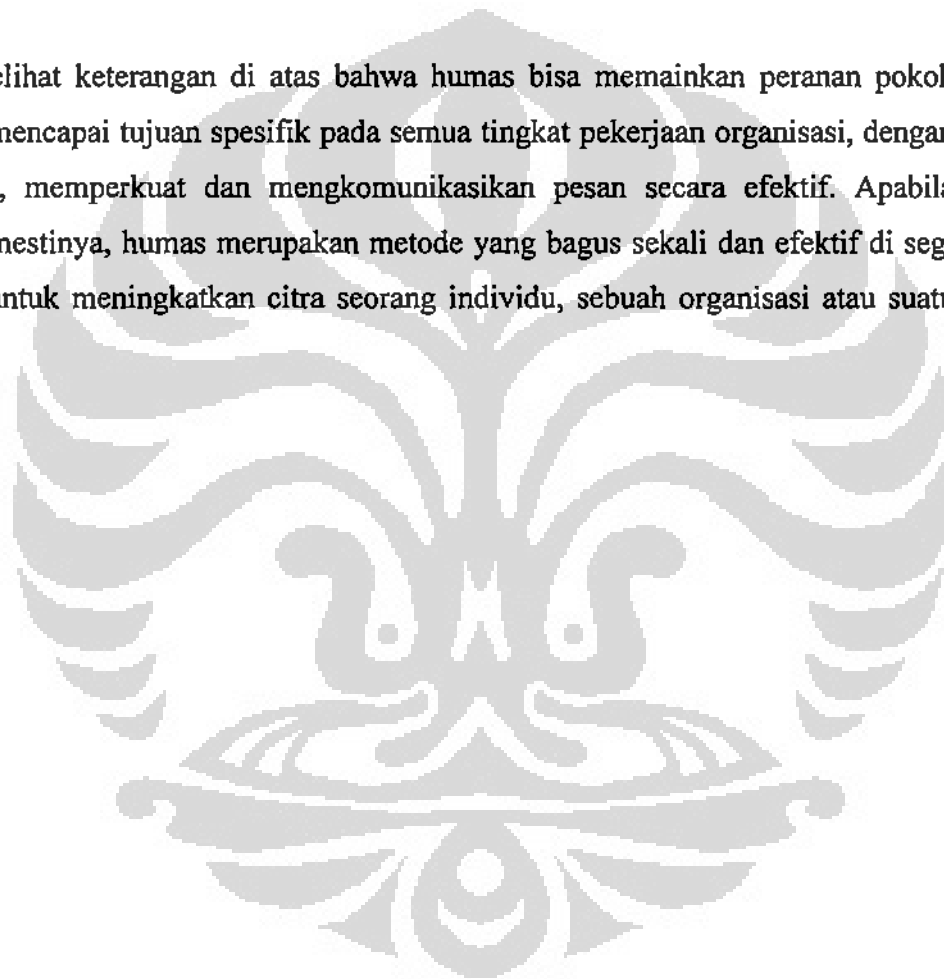 elihat keterangan di atas bahwa humas bisa memainkan peranan pokok
mencapai tujuan spesifik pada semua tingkat pekerjaan organisasi, dengan
, memperkuat dan mengkomunikasikan pesan secara efektif. Apabila
mestinya, humas merupakan metode yang bagus sekali dan efektif di seg
untuk meningkatkan citra seorang individu, sebuah organisasi atau suatu